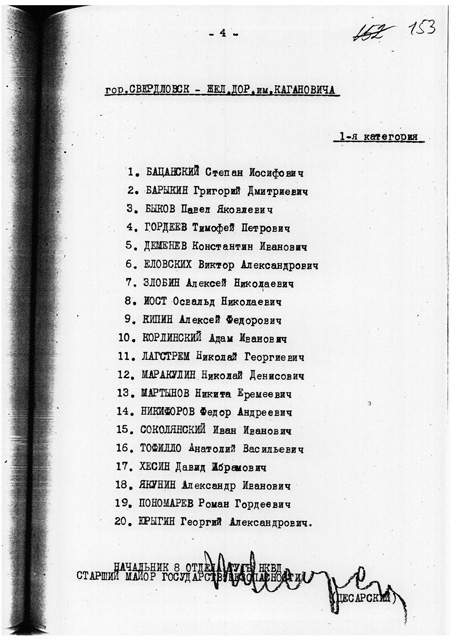 - 4 -
152 153
гор.СВЕРДЛОВСК - ЖЕЛ.ДОР.им.КАГАНОВИЧА
1-я категория
1. БАЦАНСКИЙ Степан Иосифович
2. БАРЫКИН Григорий Дмитриевич
3. БЫКОВ Павел Яковлевич
4. ГОРДЕЕВ Тимофей Петрович
5. ДЕМЕНЕВ Константин Иванович
6. ЕЛОВСКИХ Виктор Александрович
7. ЗЛОБИН Алексей Николаевич
8. ИОСТ Освальд Николаевич
9. КИПИН Алексей Федорович
10. КОРЛИНСКИЙ Адам Иванович
11. ЛАГСТРЕМ Николай Георгиевич
12. МАРАКУЛИН Николай Денисович
13. МАРТЫНОВ Никита Еремеевич
14. НИКИФОРОВ Федор Андреевич
15. СОКОЛЯНСКИЙ Иван Иванович
16. ТОФИЛЛО Анатолий Васильевич
17. ХЕСИН Давид Абрамович
18. ЯКУНИН Александр Иванович
19. ПОНОМАРЕВ Роман Гордеевич
20. КРЫГИН Георгий Александрович.
НАЧАЛЬНИК 8 ОТДЕЛА ГУГБ НКВД
СТАРШИЙ МАЙОР ГОСУДАРСТВ.БЕЗОПАСНОСТИ
(ЦЕСАРСКИЙ)